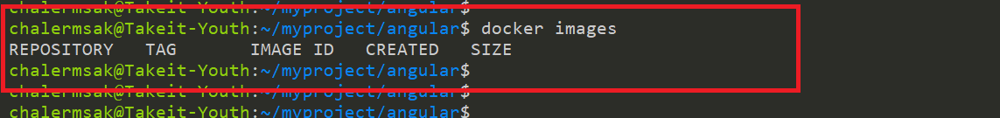 chalermsak@Takeit-Youth:~/myproject/angular$
chalermsak@Takeit-Youth:~/myproject/angular$ docker images
REPOSITORY   TAG       IMAGE ID   CREATED   SIZE
chalermsak@Takeit-Youth:~/myproject/angular$
chalermsak@Takeit-Youth:~/myproject/angular$
chalermsak@Takeit-Youth:~/myproject/angular$